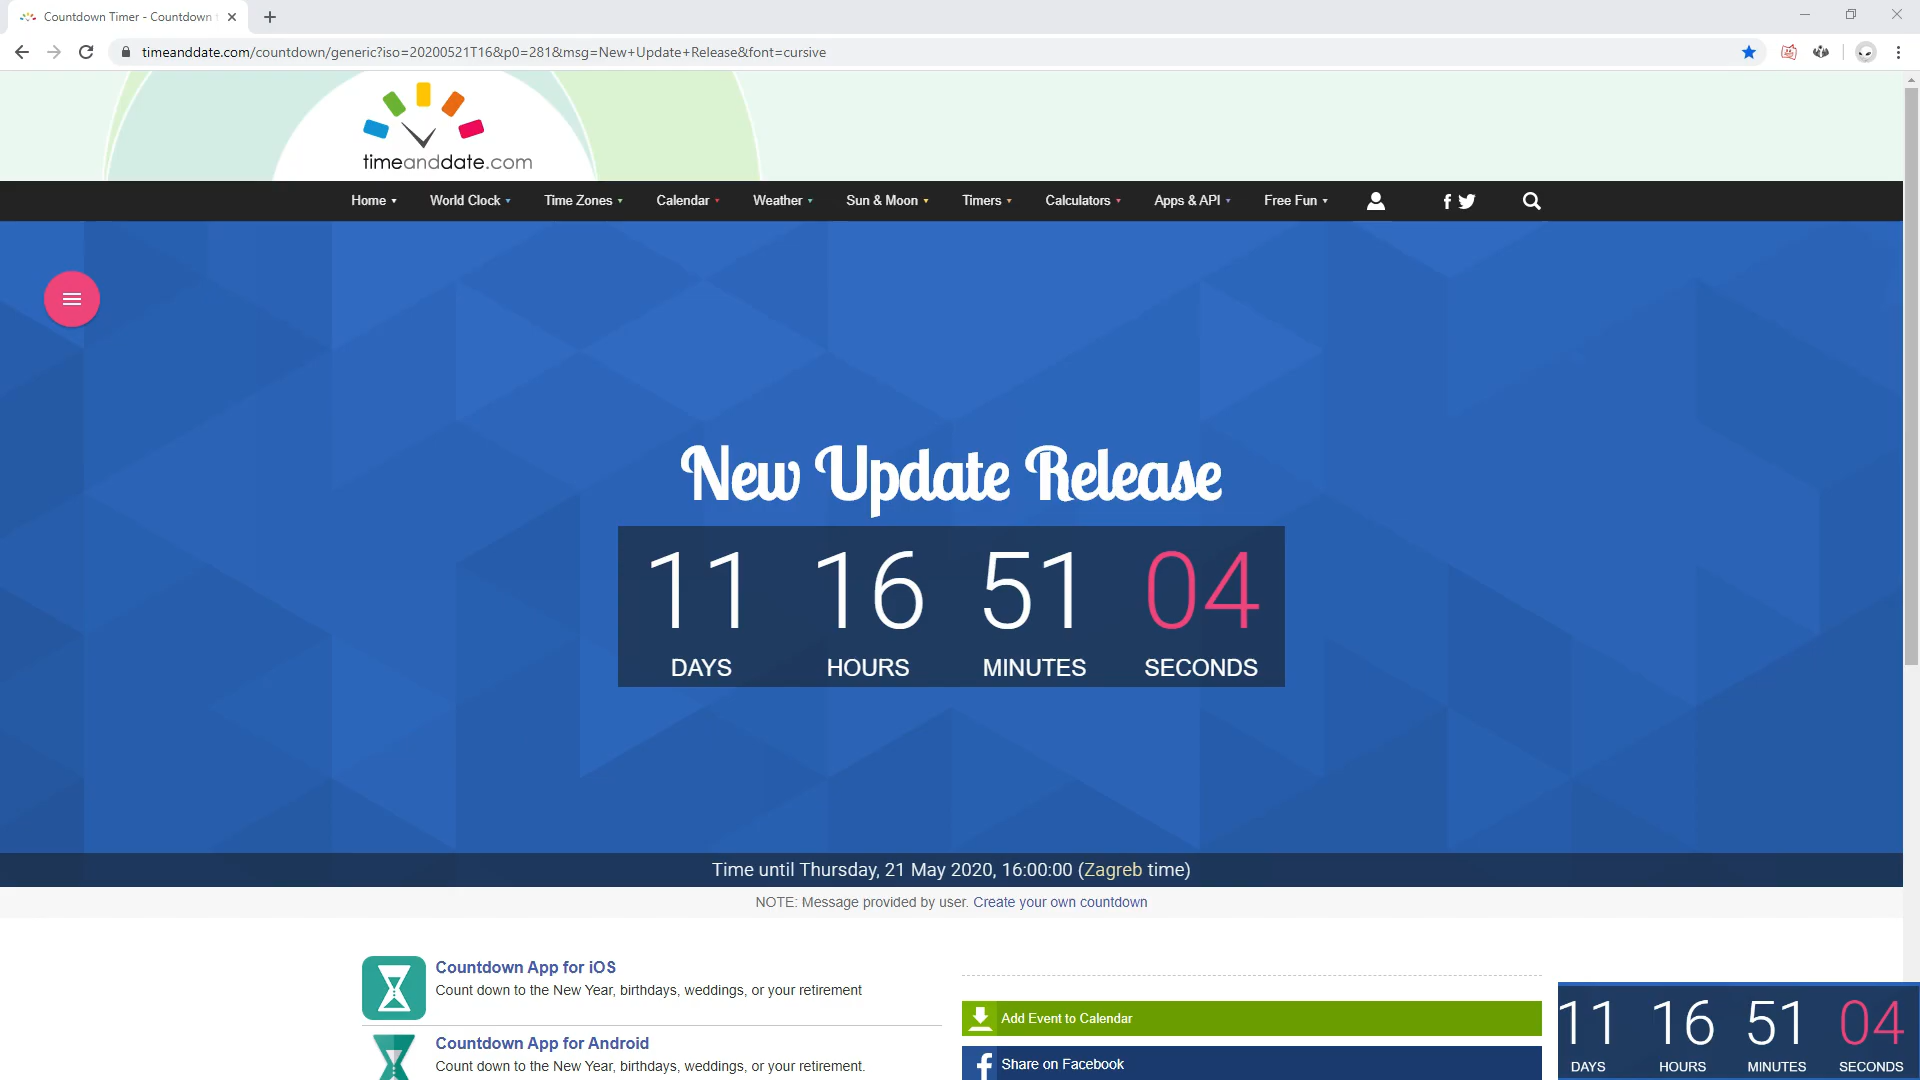 Countdown Timer - Countdown
timeanddate.com/countdown/generic?iso=20200521T16&p0=281&msg=New+Update+Release&font=cursive
timeanddate.com
Home World Clock Time Zones Calendar Weather Sun & Moon Timers Calculators Apps & API Free Fun
New Update Release
11 16 51 04
DAYS HOURS MINUTES SECONDS
Time until Thursday, 21 May 2020, 16:00:00 (Zagreb time)
NOTE: Message provided by user. Create your own countdown
Countdown App for iOS
Count down to the New Year, birthdays, weddings, or your retirement
Countdown App for Android
Count down to the New Year, birthdays, weddings, or your retirement.
Add Event to Calendar
Share on Facebook
11 16 51 04
DAYS HOURS MINUTES SECONDS